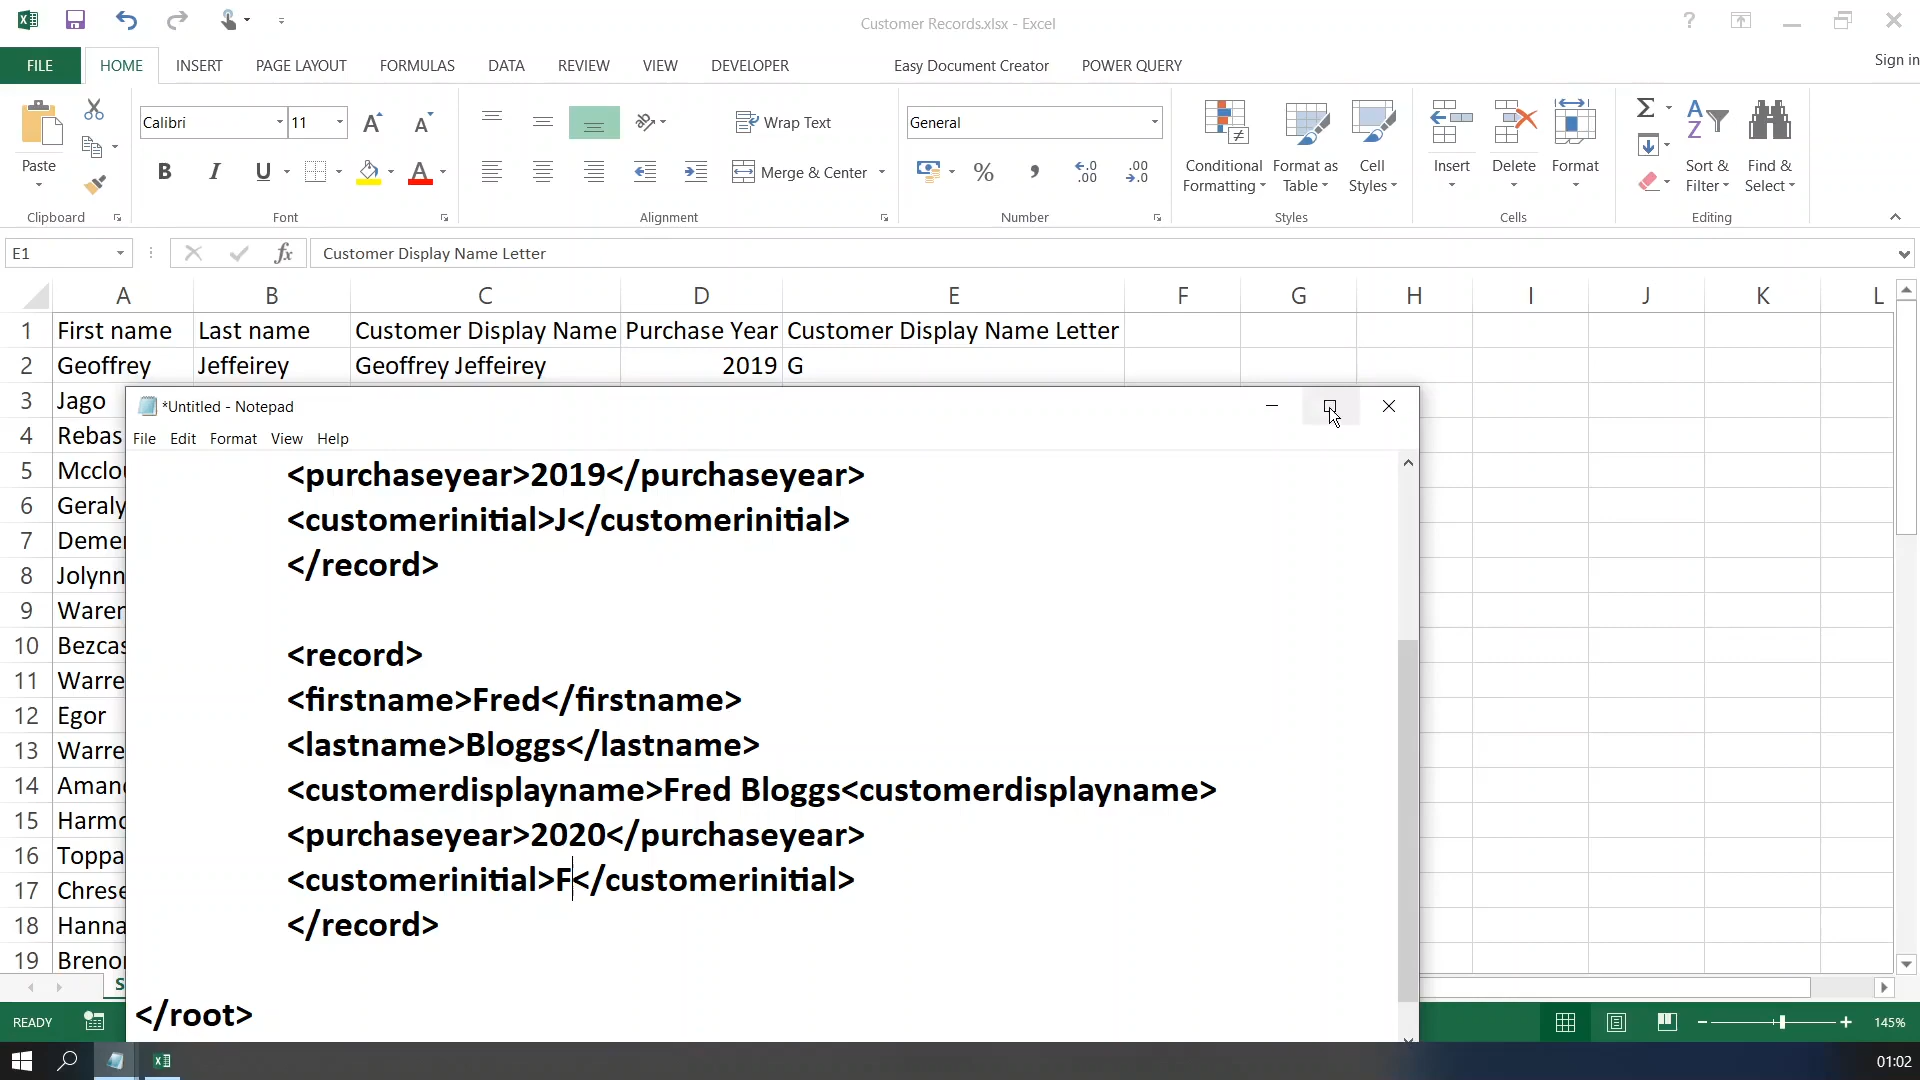 Customer Records.xlsx - Excel
?
FILE HOME INSERT PAGE LAYOUT FORMULAS DATA REVIEW VIEW DEVELOPER Easy Document Creator POWER QUERY Sign in
Paste
Calibri 11
B I U A
Wrap Text
Merge & Center
General
% , .00 .00
Conditional Formatting
Format as Table
Cell Styles
Insert Delete Format
Sort & Filter
Find & Select
Clipboard Font Alignment Number Styles Cells Editing
E1 fx Customer Display Name Letter
A B C D E F G H I J K L
1 First name Last name Customer Display Name Purchase Year Customer Display Name Letter
2 Geoffrey Jeffeirey Geoffrey Jeffeirey 2019 G
3 Jago
4 Rebas
5 Mcclou
6 Geraly
7 Demer
8 Jolynn
9 Waren
10 Bezcas
11 Warre
12 Egor
13 Warre
14 Aman
15 Harmo
16 Toppa
17 Chrese
18 Hanna
19 Brenor
*Untitled - Notepad
File Edit Format View Help
<purchaseyear>2019</purchaseyear>
<customerinitial>J</customerinitial>
</record>
<record>
<firstname>Fred</firstname>
<lastname>Bloggs</lastname>
<customerdisplayname>Fred Bloggs<customerdisplayname>
<purchaseyear>2020</purchaseyear>
<customerinitial>F</customerinitial>
</record>
</root>
S
READY
145%
01:02